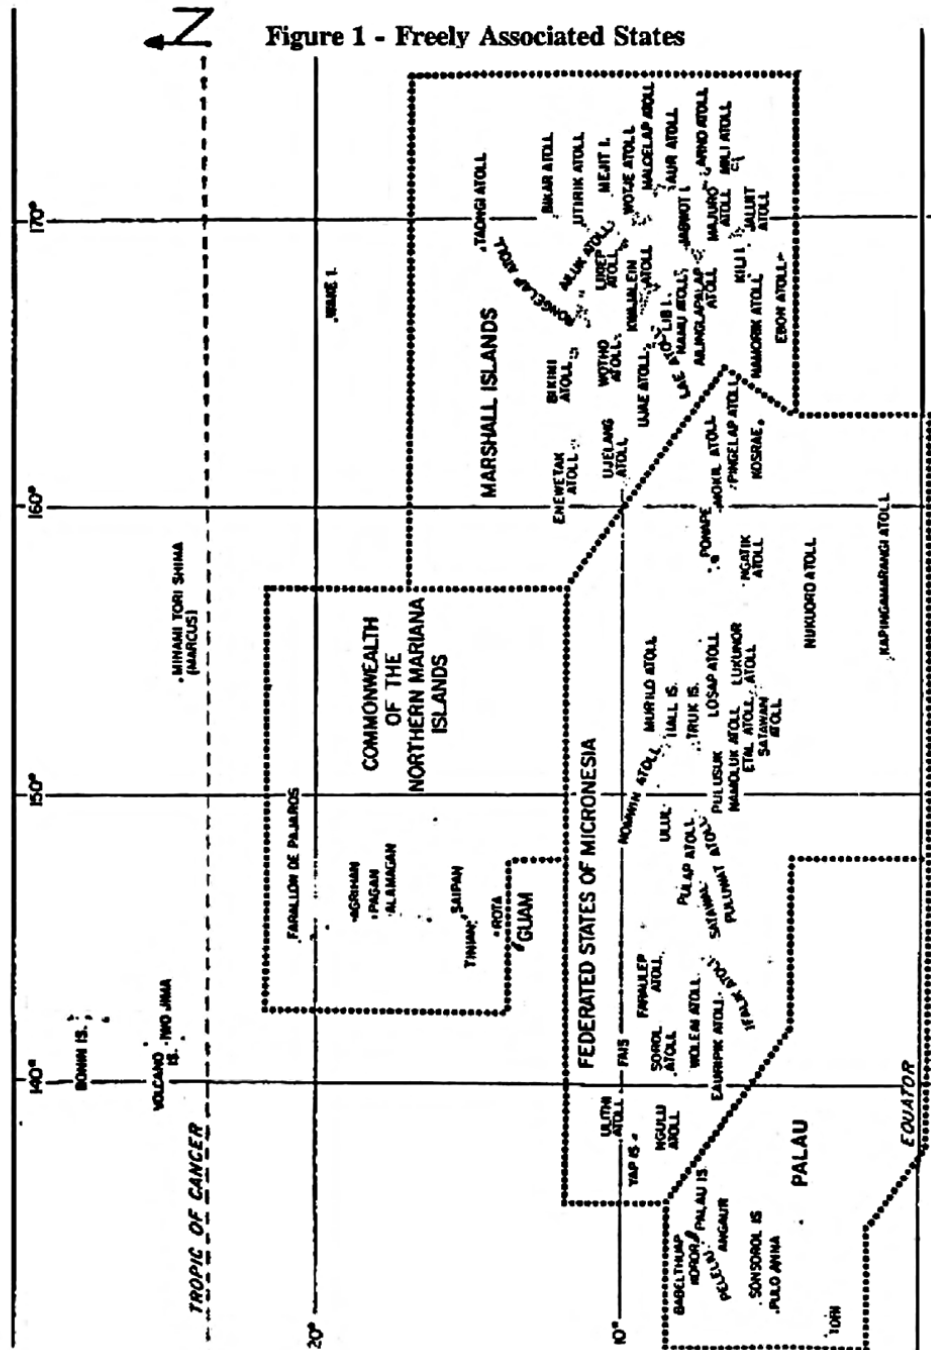 Figure 1 - Freely Associated States
N
170°
160°
150°
140°
20°
10°
TROPIC OF CANCER
EQUATOR
BONIN IS.
VOLCANO
IS.
IWO JIMA
MINAMI TORI SHIMA
(MARCUS)
WAKE I.
COMMONWEALTH
OF THE
NORTHERN MARIANA
ISLANDS
FARALLON DE PAJAROS
AGRIHAN
PAGAN
ALAMAGAN
SAIPAN
TINIAN
ROTA
GUAM
MARSHALL ISLANDS
TAONGI ATOLL
BIKAR ATOLL
UTIRIK ATOLL
MEJIT I.
RONGELAP ATOLL
AILUK ATOLL
WOTJE ATOLL
LIKIEP
ATOLL
MALOELAP ATOLL
AUR ATOLL
ARNO ATOLL
MILI ATOLL
MAJURO
ATOLL
JALUIT
ATOLL
JABWOT I
KWAJALEIN
ATOLL
LIB I.
NAMU ATOLL
AILINGLAPALAP
ATOLL
KILI I
NAMORIK ATOLL
EBON ATOLL
BIKINI
ATOLL
WOTHO
ATOLL
UJAE ATOLL
LAE ATOLL
ENEWETAK
ATOLL
UJELANG
ATOLL
FEDERATED STATES OF MICRONESIA
PINGELAP ATOLL
MOKIL ATOLL
KOSRAE
PONAPE
NGATIK
ATOLL
NUKUORO ATOLL
KAPINGAMARANGI ATOLL
MURILO ATOLL
HALL IS.
NOMWIN ATOLL
TRUK IS.
LOSAP ATOLL
NAMOLUK ATOLL
LUKUNOR
ATOLL
ETAL ATOLL
SATAWAN
ATOLL
ULUL
PULUSUK
PULAP ATOLL
PULUWAT ATOLL
SATAWAL
FARAULEP
ATOLL
IFALIK ATOLL
WOLEAI ATOLL
EAURIPIK ATOLL
SOROL
ATOLL
FAIS
ULITHI
ATOLL
YAP IS
NGULU
ATOLL
PALAU
BABELTHUAP
KOROR
PALAU IS.
PELELIU
ANGAUR
SONSOROL IS
PULO ANNA
TOBI